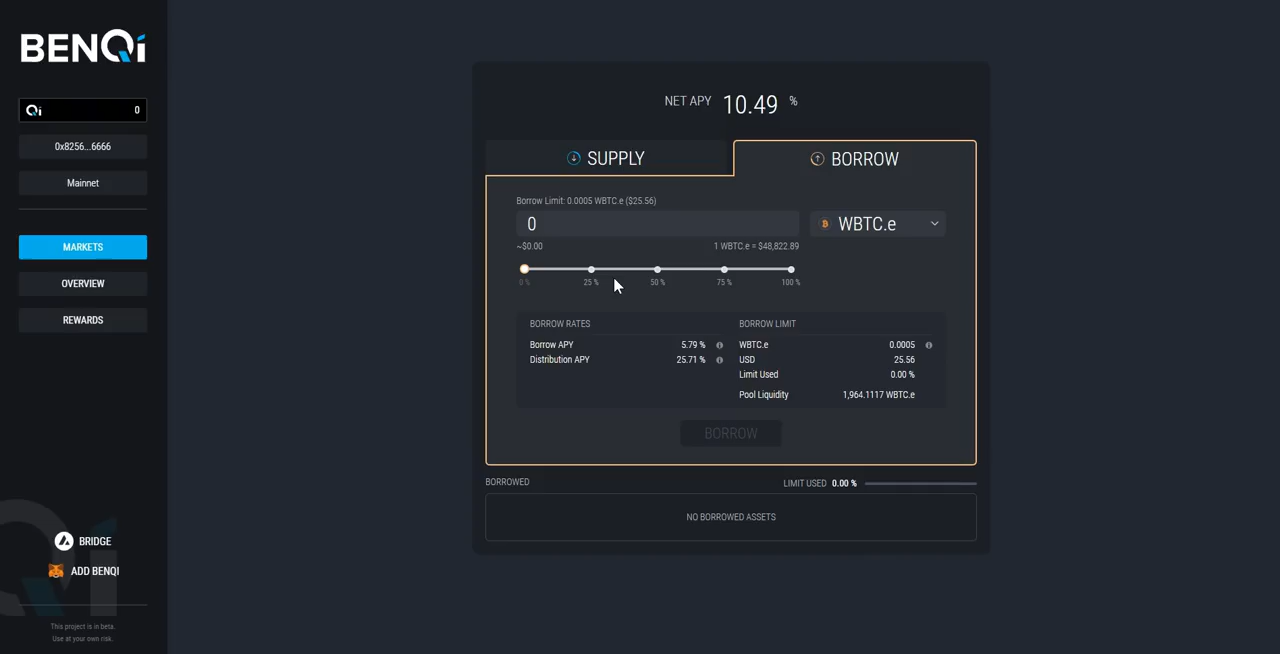 BENQi
Qi 0
0x8256...6666
Mainnet
MARKETS
OVERVIEW
REWARDS
BRIDGE
ADD BENQI
This project is in beta.
Use at your own risk.
NET APY 10.49 %
SUPPLY
BORROW
Borrow Limit: 0.0005 WBTC.e ($25.56)
0
WBTC.e
~$0.00 1 WBTC.e = $48,822.89
0 % 25 % 50 % 75 % 100 %
BORROW RATES
Borrow APY 5.79 %
Distribution APY 25.71 %
BORROW LIMIT
WBTC.e 0.0005
USD 25.56
Limit Used 0.00 %
Pool Liquidity 1,964.1117 WBTC.e
BORROW
BORROWED LIMIT USED 0.00 %
NO BORROWED ASSETS